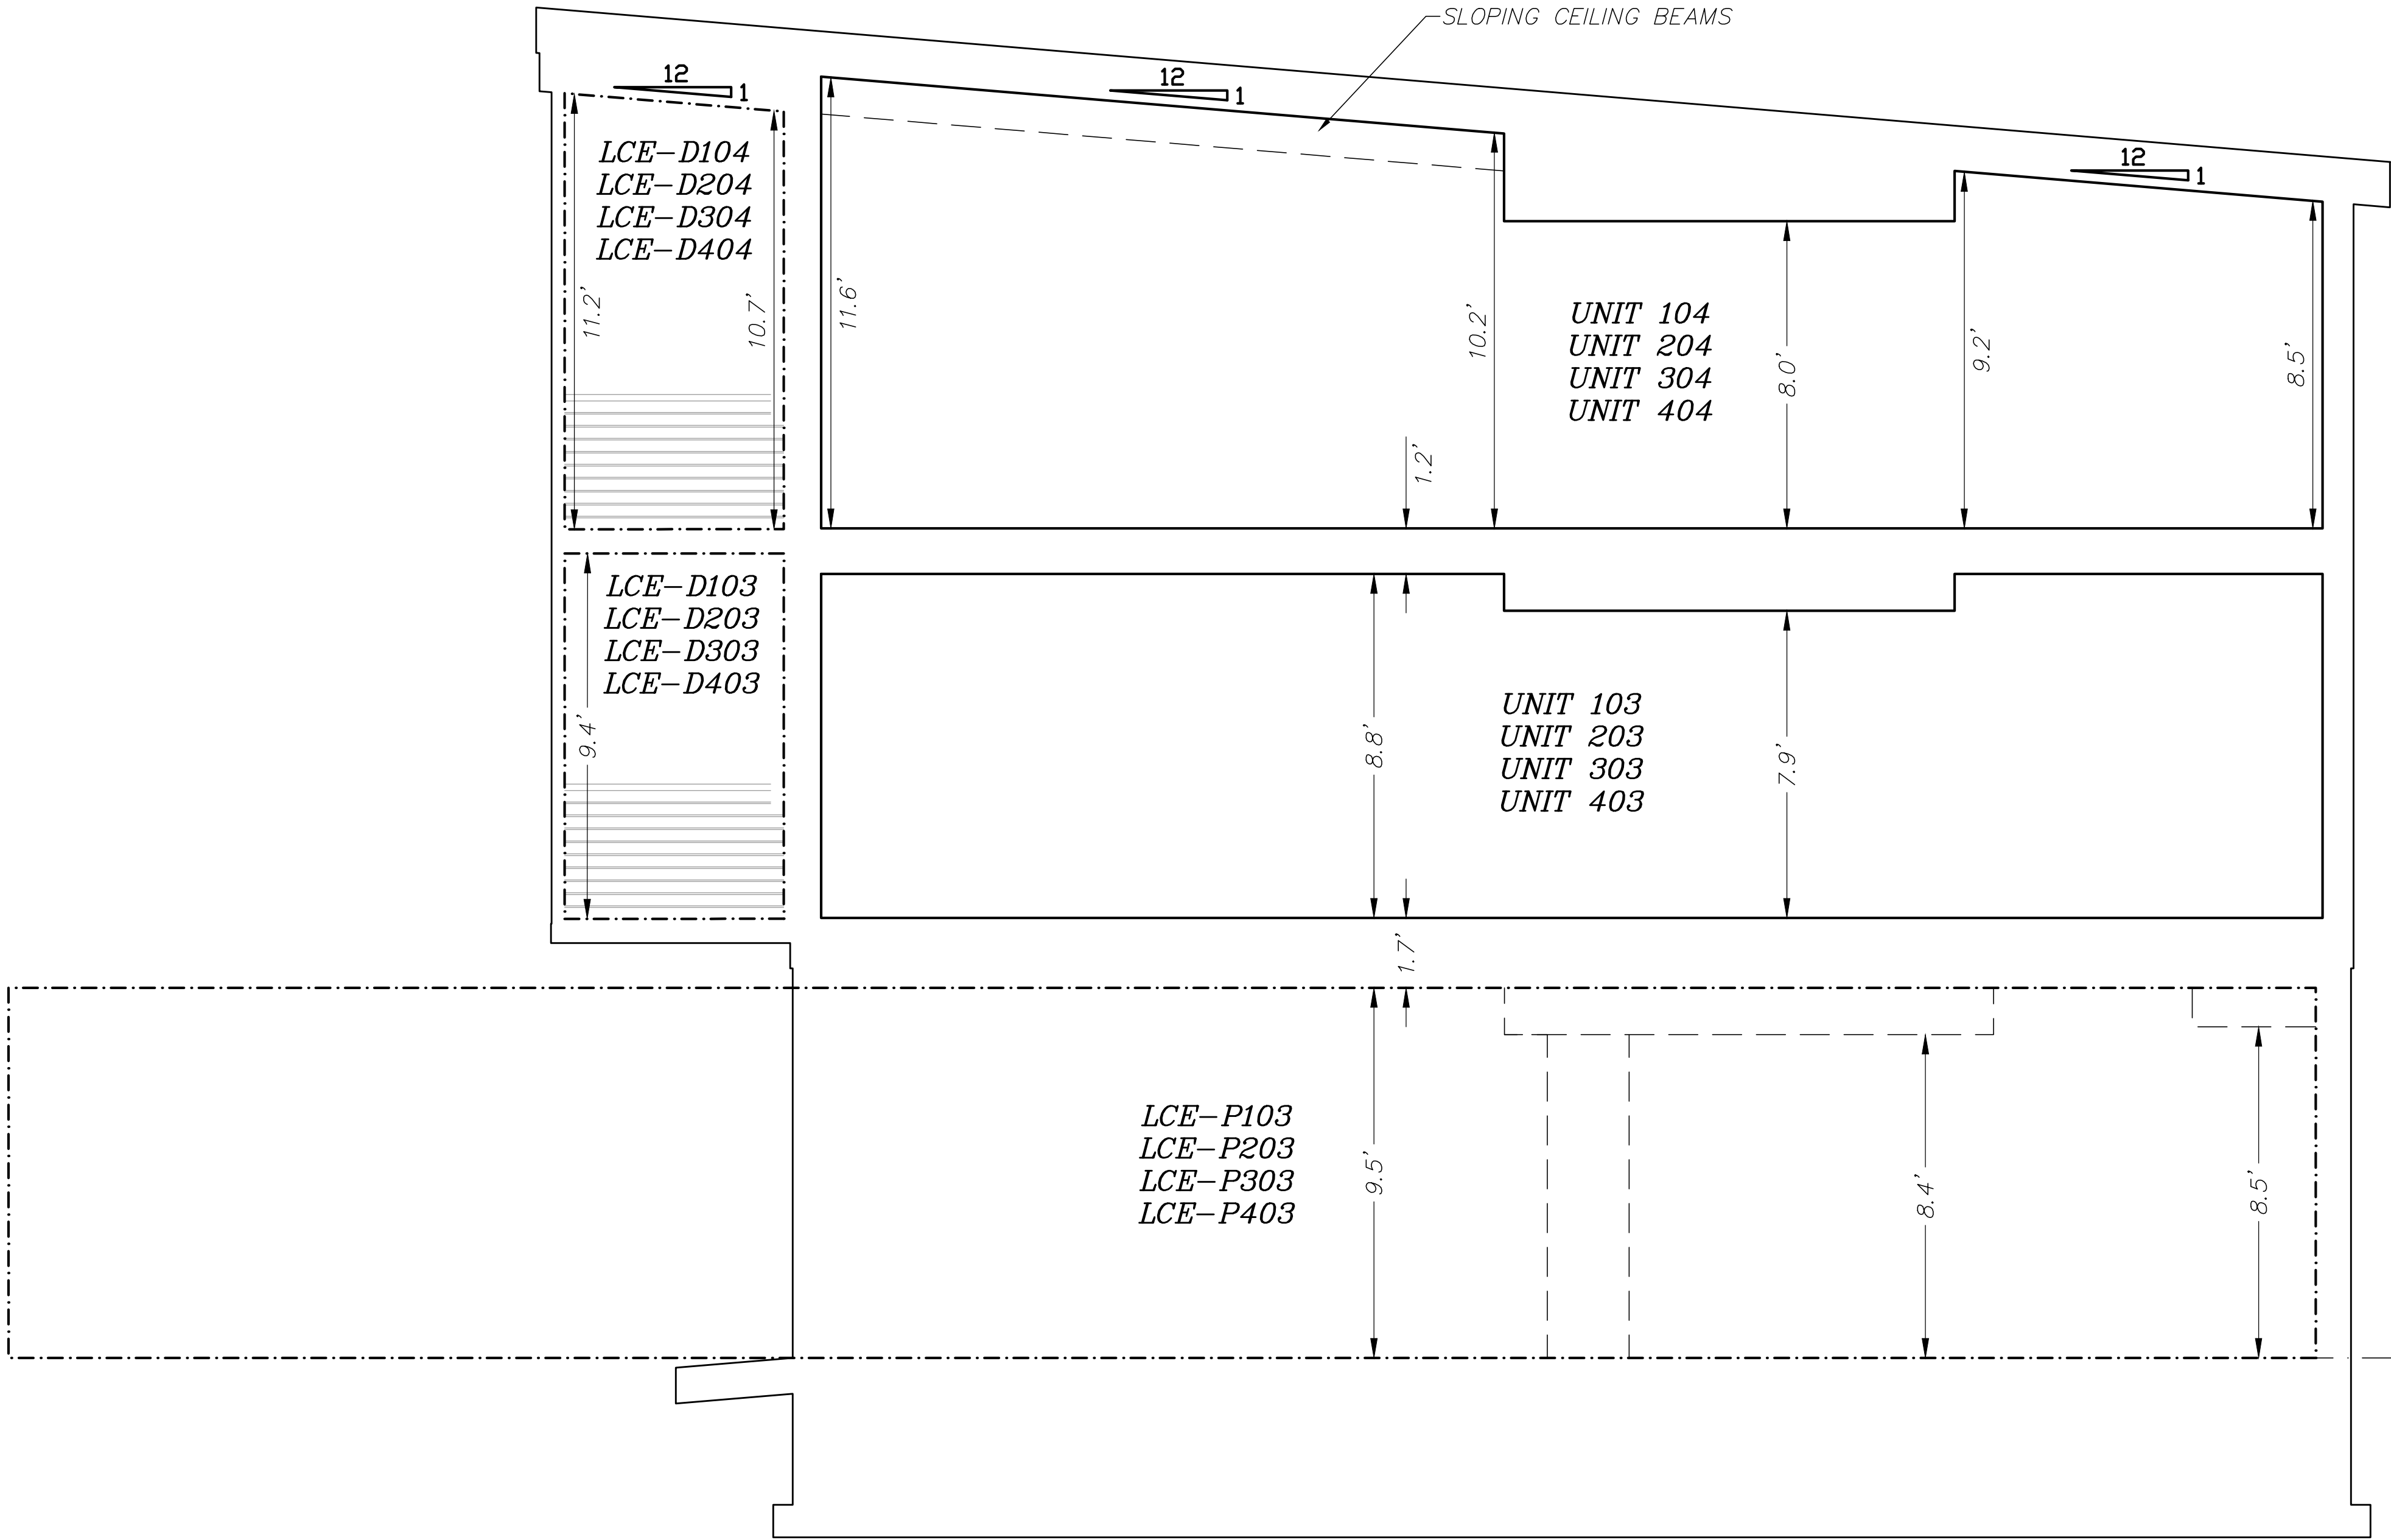 SLOPING CEILING BEAMS
12
1
12
1
12
1
LCE-D104
LCE-D204
LCE-D304
LCE-D404
11.2'
10.7'
11.6'
10.2'
UNIT 104
UNIT 204
UNIT 304
UNIT 404
8.0'
9.2'
8.5'
1.2'
LCE-D103
LCE-D203
LCE-D303
LCE-D403
9.4'
8.8'
UNIT 103
UNIT 203
UNIT 303
UNIT 403
7.9'
1.7'
LCE-P103
LCE-P203
LCE-P303
LCE-P403
9.5'
8.4'
8.5'